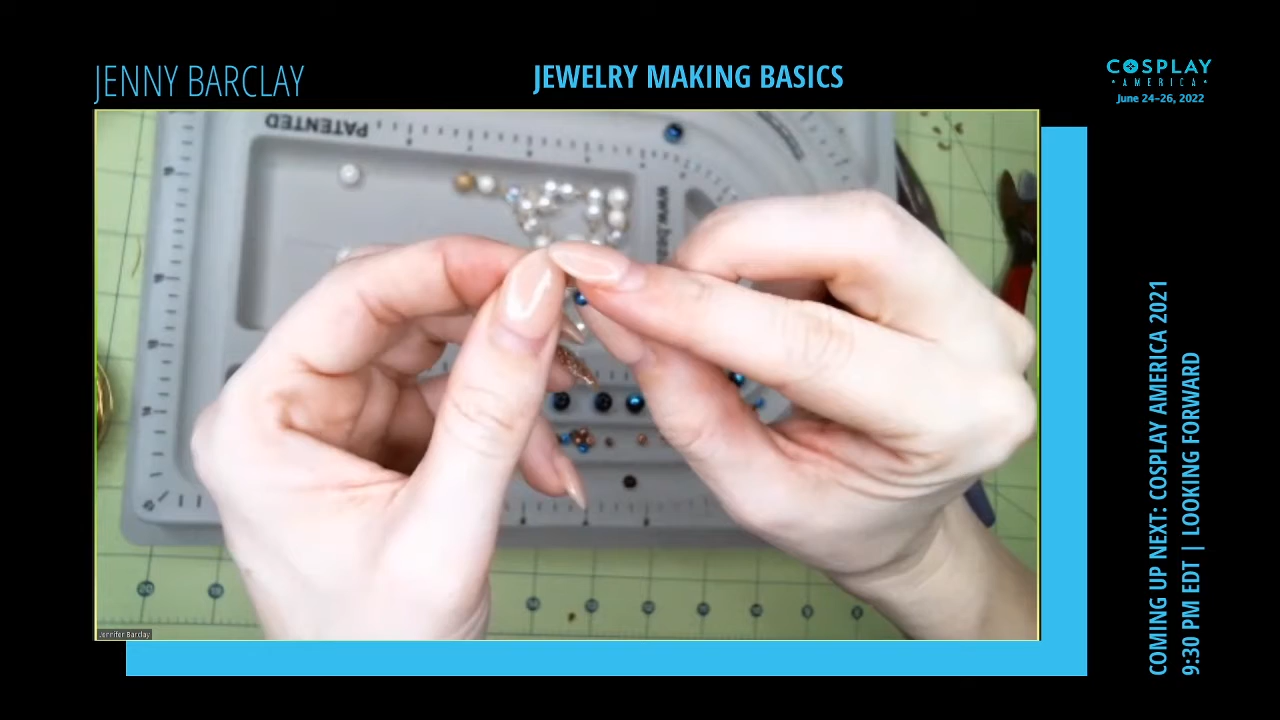 JENNY BARCLAY
JEWELRY MAKING BASICS
COSPLAY
AMERICA
June 24-26, 2022
PATENTED
Jennifer Barclay
COMING UP NEXT: COSPLAY AMERICA 2021
9:30 PM EDT | LOOKING FORWARD